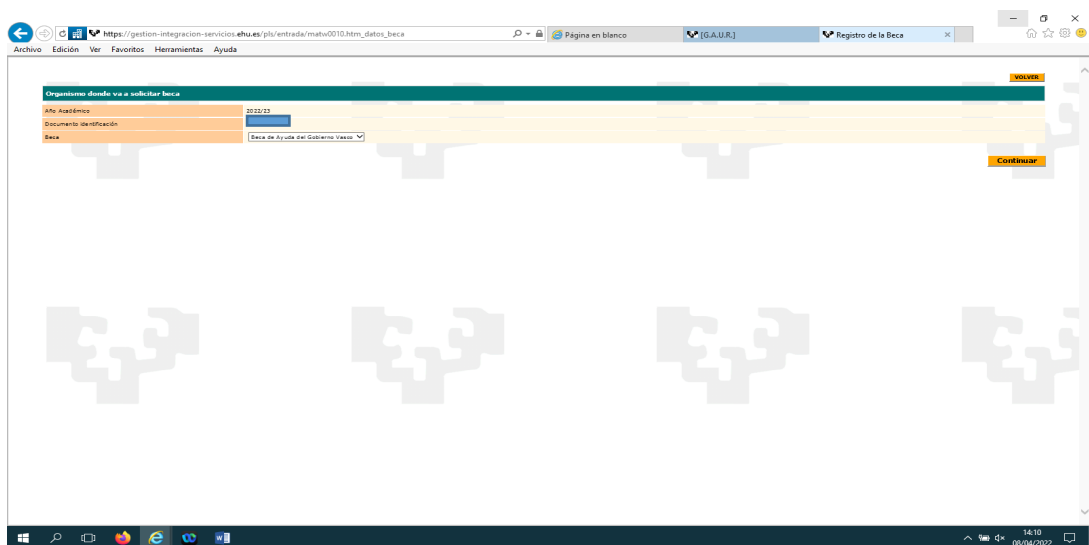 https://gestion-integracion-servicios.ehu.es/pls/entrada/matw0010.htm_datos_beca
Página en blanco
[G.A.U.R.]
Registro de la Beca
Archivo Edición Ver Favoritos Herramientas Ayuda
VOLVER
Organismo donde va a solicitar beca
Año Académico 2022/23
Documento identificación
Beca Beca de Ayuda del Gobierno Vasco
Continuar
14:10
08/04/2022